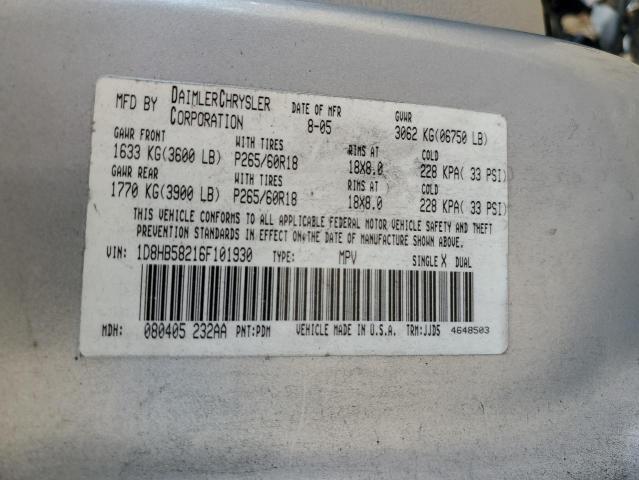 MFD BY DAIMLERCHRYSLER CORPORATION DATE OF MFR 8-05 GVWR 3062 KG(06750 LB)
GAWR FRONT WITH TIRES RIMS AT COLD
1633 KG(3600 LB) P265/60R18 18X8.0 228 KPA( 33 PSI)
GAWR REAR WITH TIRES RIMS AT COLD
1770 KG(3900 LB) P265/60R18 18X8.0 228 KPA( 33 PSI)
THIS VEHICLE CONFORMS TO ALL APPLICABLE FEDERAL MOTOR VEHICLE SAFETY AND THEFT
PREVENTION STANDARDS IN EFFECT ON THE DATE OF MANUFACTURE SHOWN ABOVE.
VIN: 1D8HB58216F101930 TYPE: MPV SINGLE X DUAL
MDH: 080405 232AA PNT:PDM VEHICLE MADE IN U.S.A. TRM:JJD5 4648503